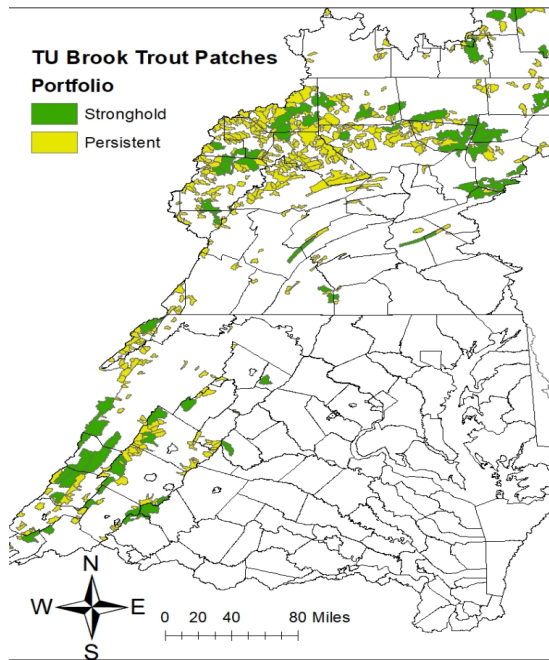 TU Brook Trout Patches
Portfolio
Stronghold
Persistent
N
W E
S
0 20 40 80 Miles